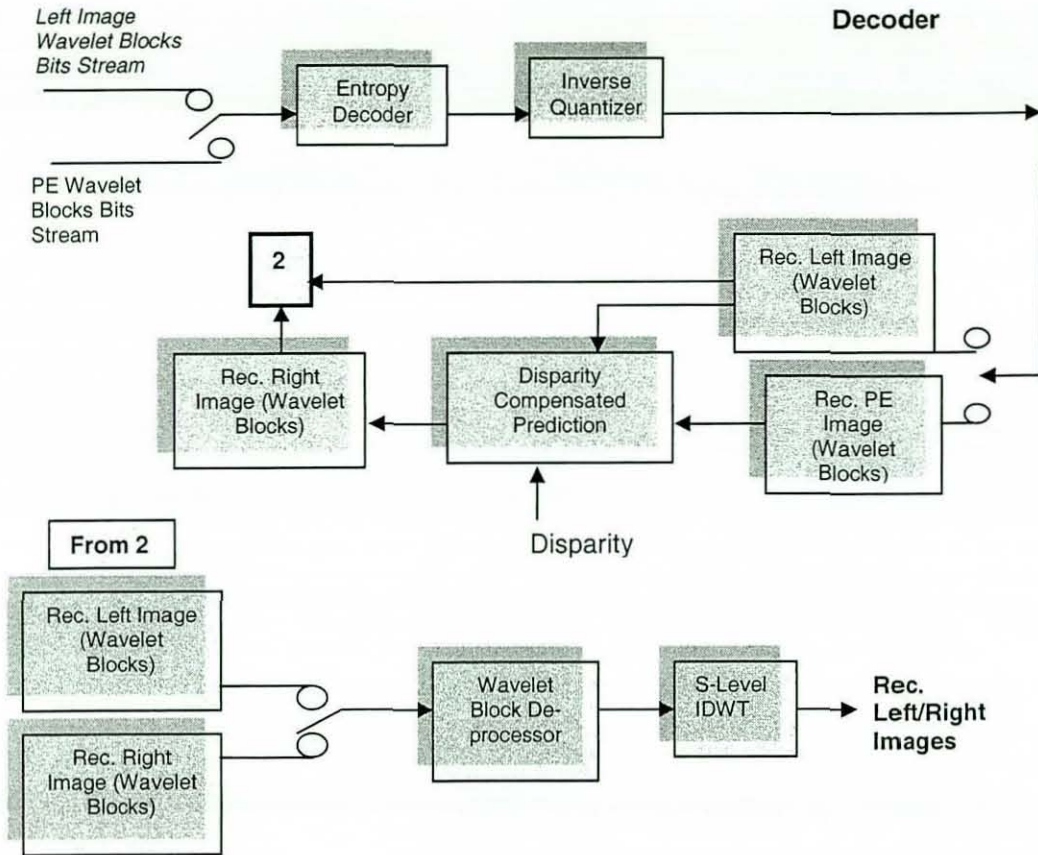 Left Image
Wavelet Blocks
Bits Stream
Decoder
Entropy
Decoder
Inverse
Quantizer
PE Wavelet
Blocks Bits
Stream
2
Rec. Left Image
(Wavelet
Blocks)
Rec. Right
Image (Wavelet
Blocks)
Disparity
Compensated
Prediction
Rec. PE
Image
(Wavelet
Blocks)
Disparity
From 2
Rec. Left Image
(Wavelet
Blocks)
Rec. Right
Image (Wavelet
Blocks)
Wavelet
Block De-
processor
S-Level
IDWT
Rec.
Left/Right
Images